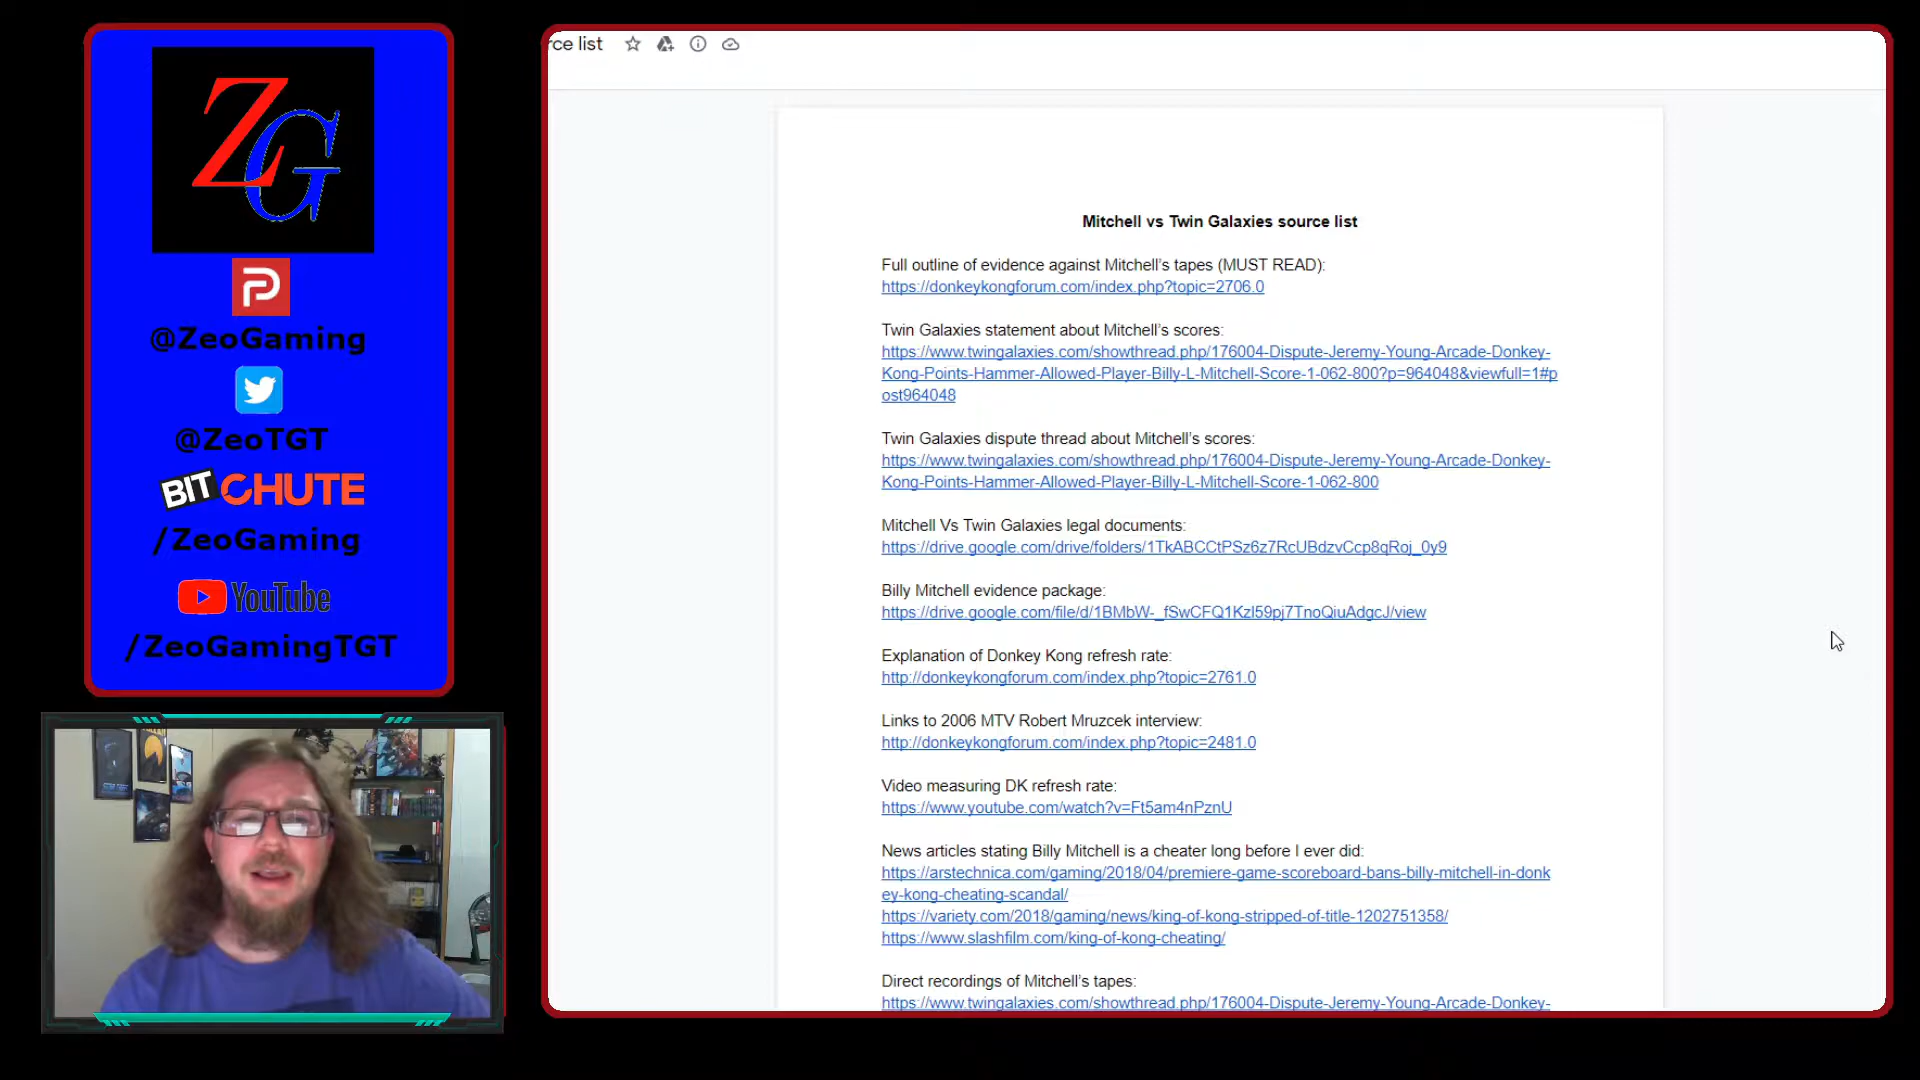 ZG
@ZeoGaming
@ZeoTGT
BITCHUTE
/ZeoGaming
YouTube
/ZeoGamingTGT
rce list
Mitchell vs Twin Galaxies source list
Full outline of evidence against Mitchell's tapes (MUST READ):
https://donkeykongforum.com/index.php?topic=2706.0
Twin Galaxies statement about Mitchell's scores:
https://www.twingalaxies.com/showthread.php/176004-Dispute-Jeremy-Young-Arcade-Donkey-
Kong-Points-Hammer-Allowed-Player-Billy-L-Mitchell-Score-1-062-800?p=964048&viewfull=1#p
ost964048
Twin Galaxies dispute thread about Mitchell's scores:
https://www.twingalaxies.com/showthread.php/176004-Dispute-Jeremy-Young-Arcade-Donkey-
Kong-Points-Hammer-Allowed-Player-Billy-L-Mitchell-Score-1-062-800
Mitchell Vs Twin Galaxies legal documents:
https://drive.google.com/drive/folders/1TkABCCtPSz6z7RcUBdzvCcp8qRoj_0y9
Billy Mitchell evidence package:
https://drive.google.com/file/d/1BMbW-_fSwCFQ1KzI59pj7TnoQiuAdgcJ/view
Explanation of Donkey Kong refresh rate:
http://donkeykongforum.com/index.php?topic=2761.0
Links to 2006 MTV Robert Mruzcek interview:
http://donkeykongforum.com/index.php?topic=2481.0
Video measuring DK refresh rate:
https://www.youtube.com/watch?v=Ft5am4nPznU
News articles stating Billy Mitchell is a cheater long before I ever did:
https://arstechnica.com/gaming/2018/04/premiere-game-scoreboard-bans-billy-mitchell-in-donk
ey-kong-cheating-scandal/
https://variety.com/2018/gaming/news/king-of-kong-stripped-of-title-1202751358/
https://www.slashfilm.com/king-of-kong-cheating/
Direct recordings of Mitchell's tapes:
https://www.twingalaxies.com/showthread.php/176004-Dispute-Jeremy-Young-Arcade-Donkey-